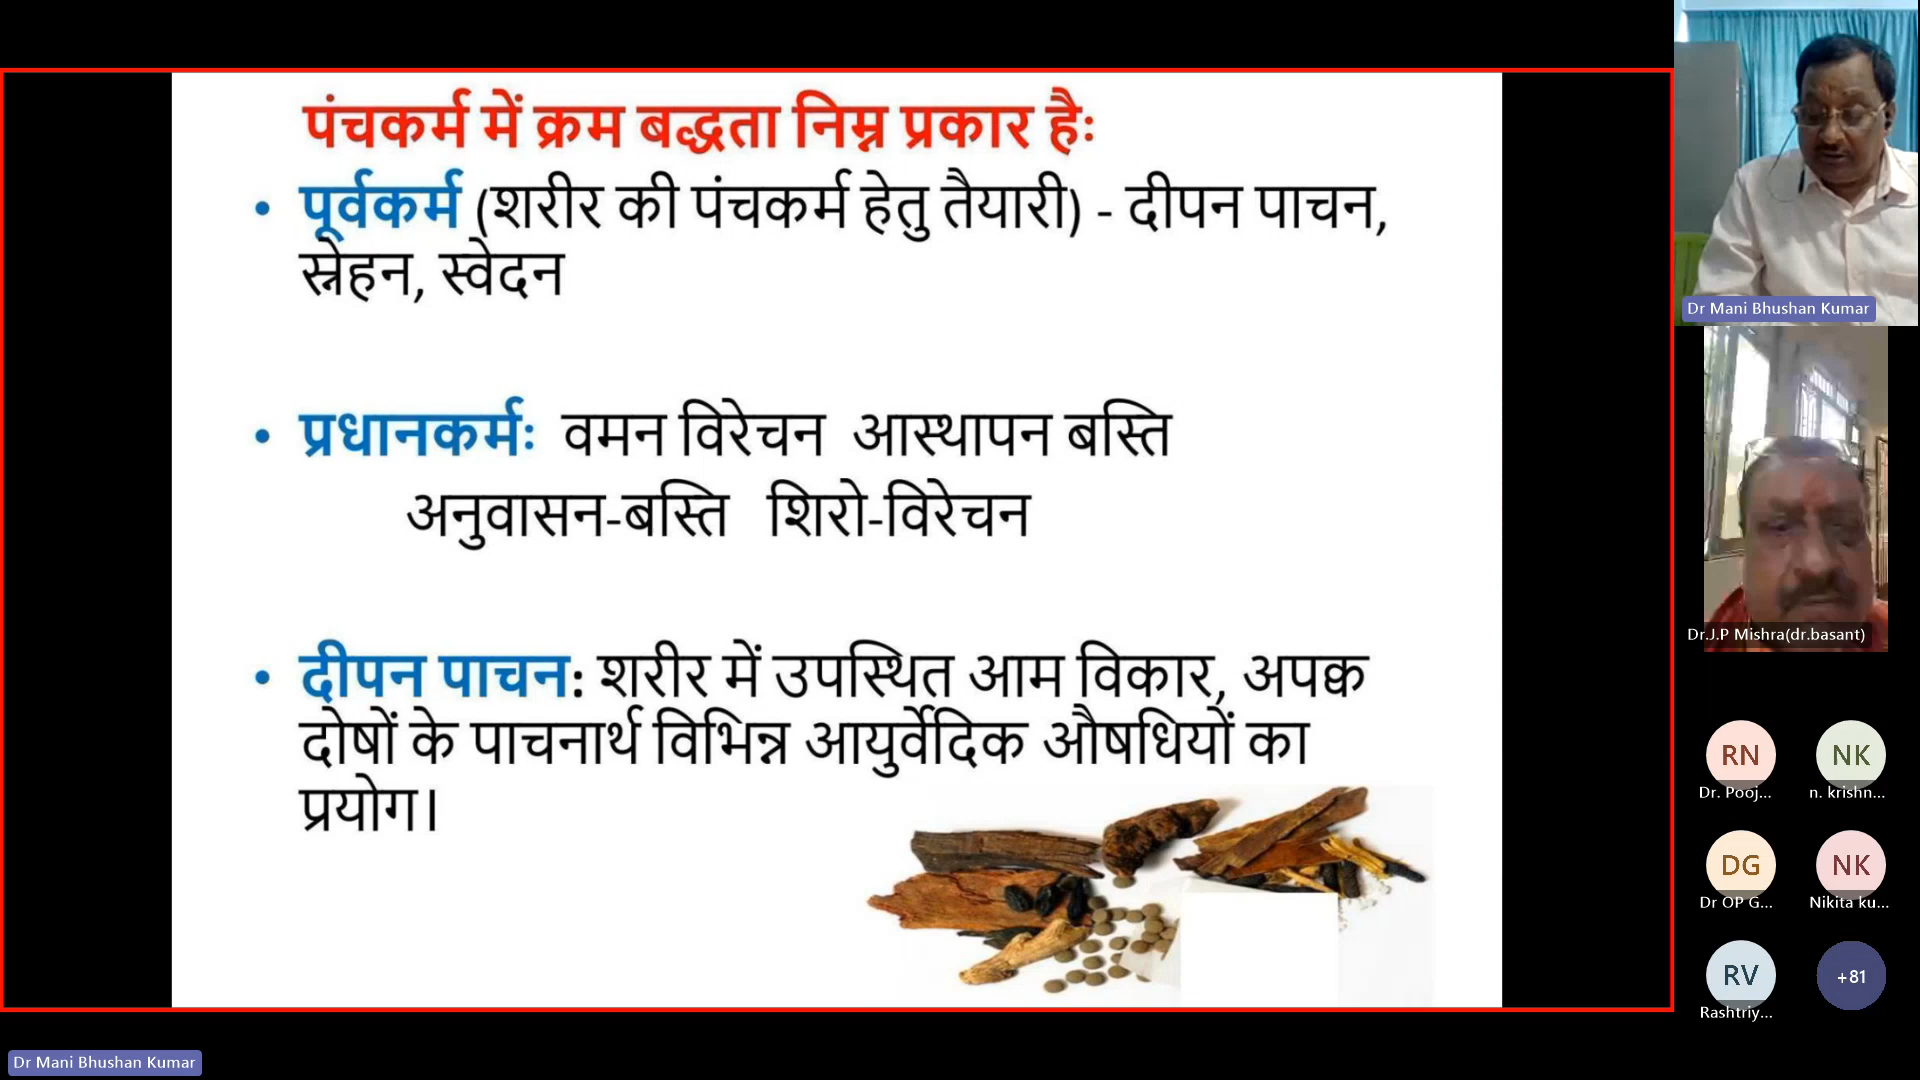 पंचकर्म में क्रम बद्धता निम्न प्रकार हैः
• पूर्वकर्म (शरीर की पंचकर्म हेतु तैयारी) - दीपन पाचन,
स्नेहन, स्वेदन
• प्रधानकर्मः वमन विरेचन आस्थापन बस्ति
अनुवासन-बस्ति शिरो-विरेचन
• दीपन पाचन: शरीर में उपस्थित आम विकार, अपक्व
दोषों के पाचनार्थ विभिन्न आयुर्वेदिक औषधियों का
प्रयोग।
Dr Mani Bhushan Kumar
Dr.J.P Mishra(dr.basant)
RN
NK
Dr. Pooj...
n. krishn...
DG
NK
Dr OP G...
Nikita ku...
RV
+81
Rashtriy...
Dr Mani Bhushan Kumar